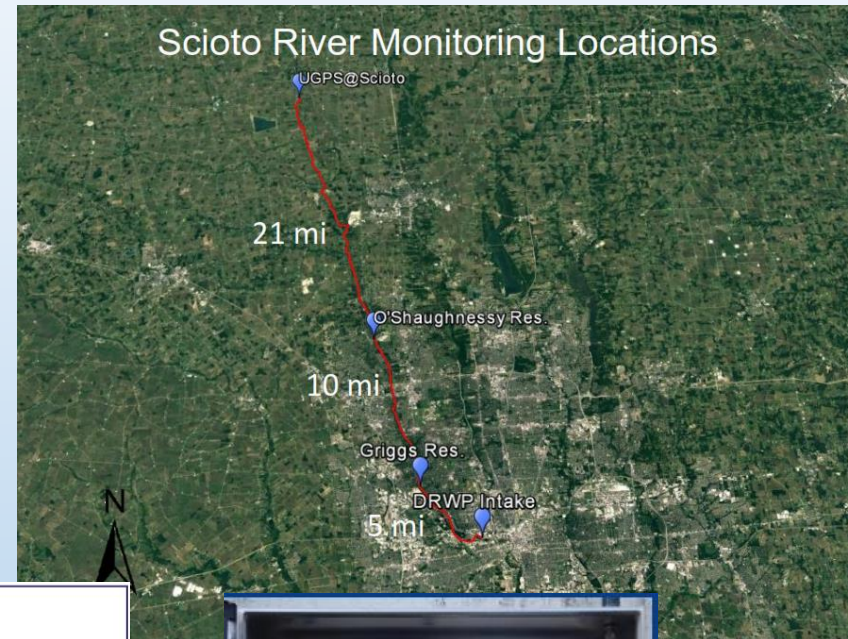 Scioto River Monitoring Locations
UGPS@Scioto
21 mi
O'Shaughnessy Res.
10 mi
Griggs Res.
DRWP Intake
5 mi
N